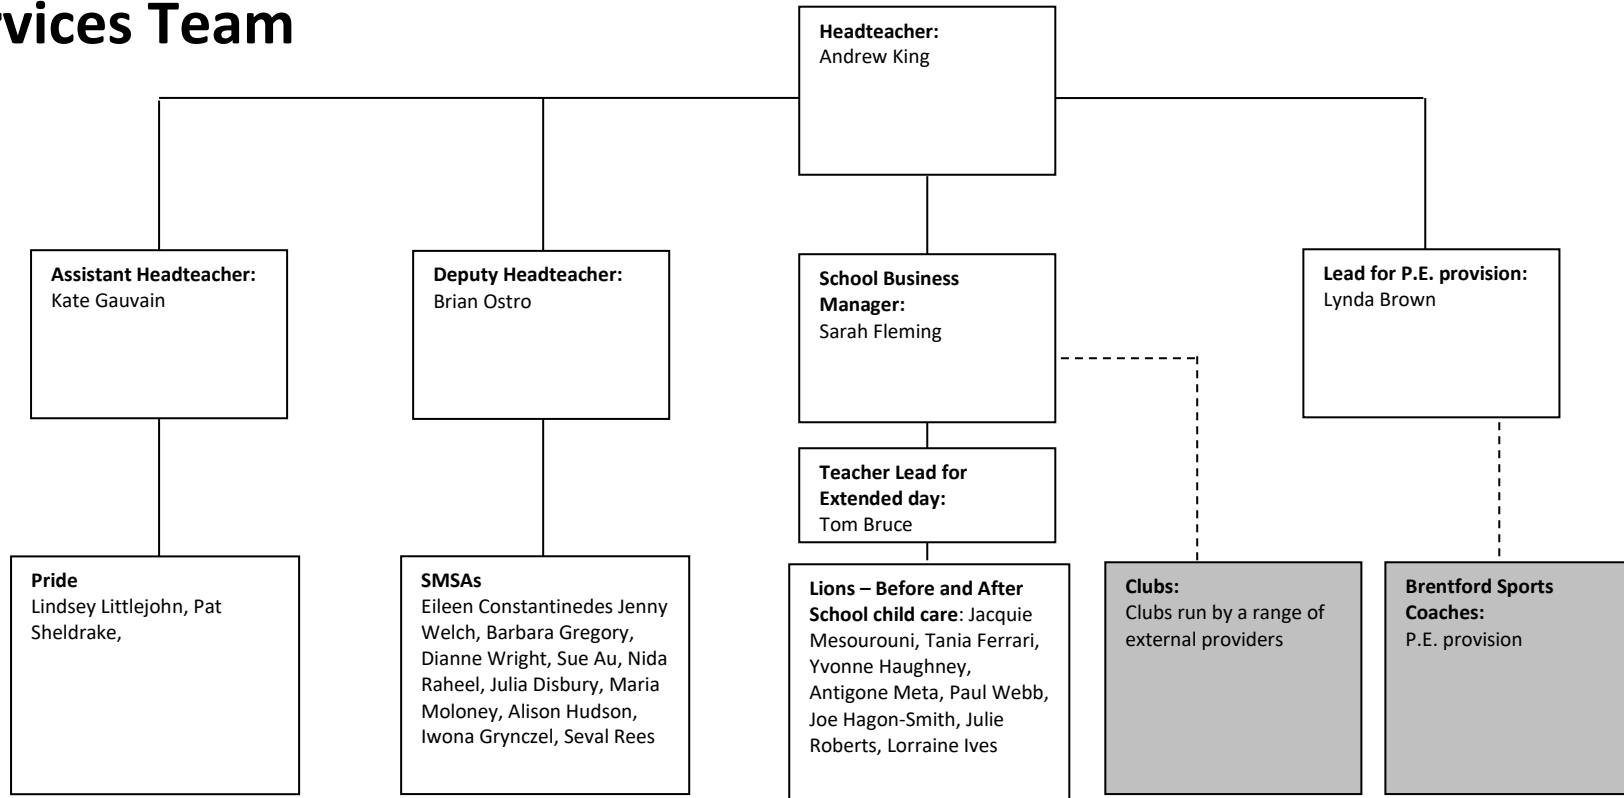 rvices Team
Headteacher:
Andrew King
Assistant Headteacher:
Kate Gauvain
Deputy Headteacher:
Brian Ostro
School Business
Manager:
Sarah Fleming
Lead for P.E. provision:
Lynda Brown
Teacher Lead for
Extended day:
Tom Bruce
Pride
Lindsey Littlejohn, Pat
Sheldrake,
SMSAs
Eileen Constantinedes Jenny
Welch, Barbara Gregory,
Dianne Wright, Sue Au, Nida
Raheel, Julia Disbury, Maria
Moloney, Alison Hudson,
Iwona Grynczel, Seval Rees
Lions – Before and After
School child care: Jacquie
Mesourouni, Tania Ferrari,
Yvonne Haughney,
Antigone Meta, Paul Webb,
Joe Hagon-Smith, Julie
Roberts, Lorraine Ives
Clubs:
Clubs run by a range of
external providers
Brentford Sports
Coaches:
P.E. provision